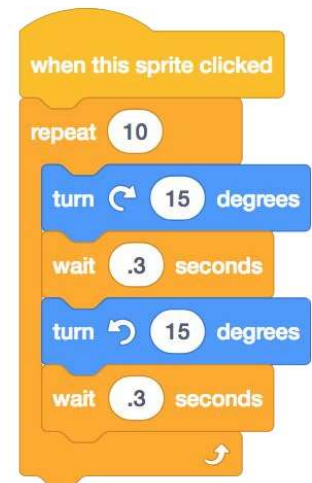 when this sprite clicked
repeat 10
turn 15 degrees
wait .3 seconds
turn 15 degrees
wait .3 seconds